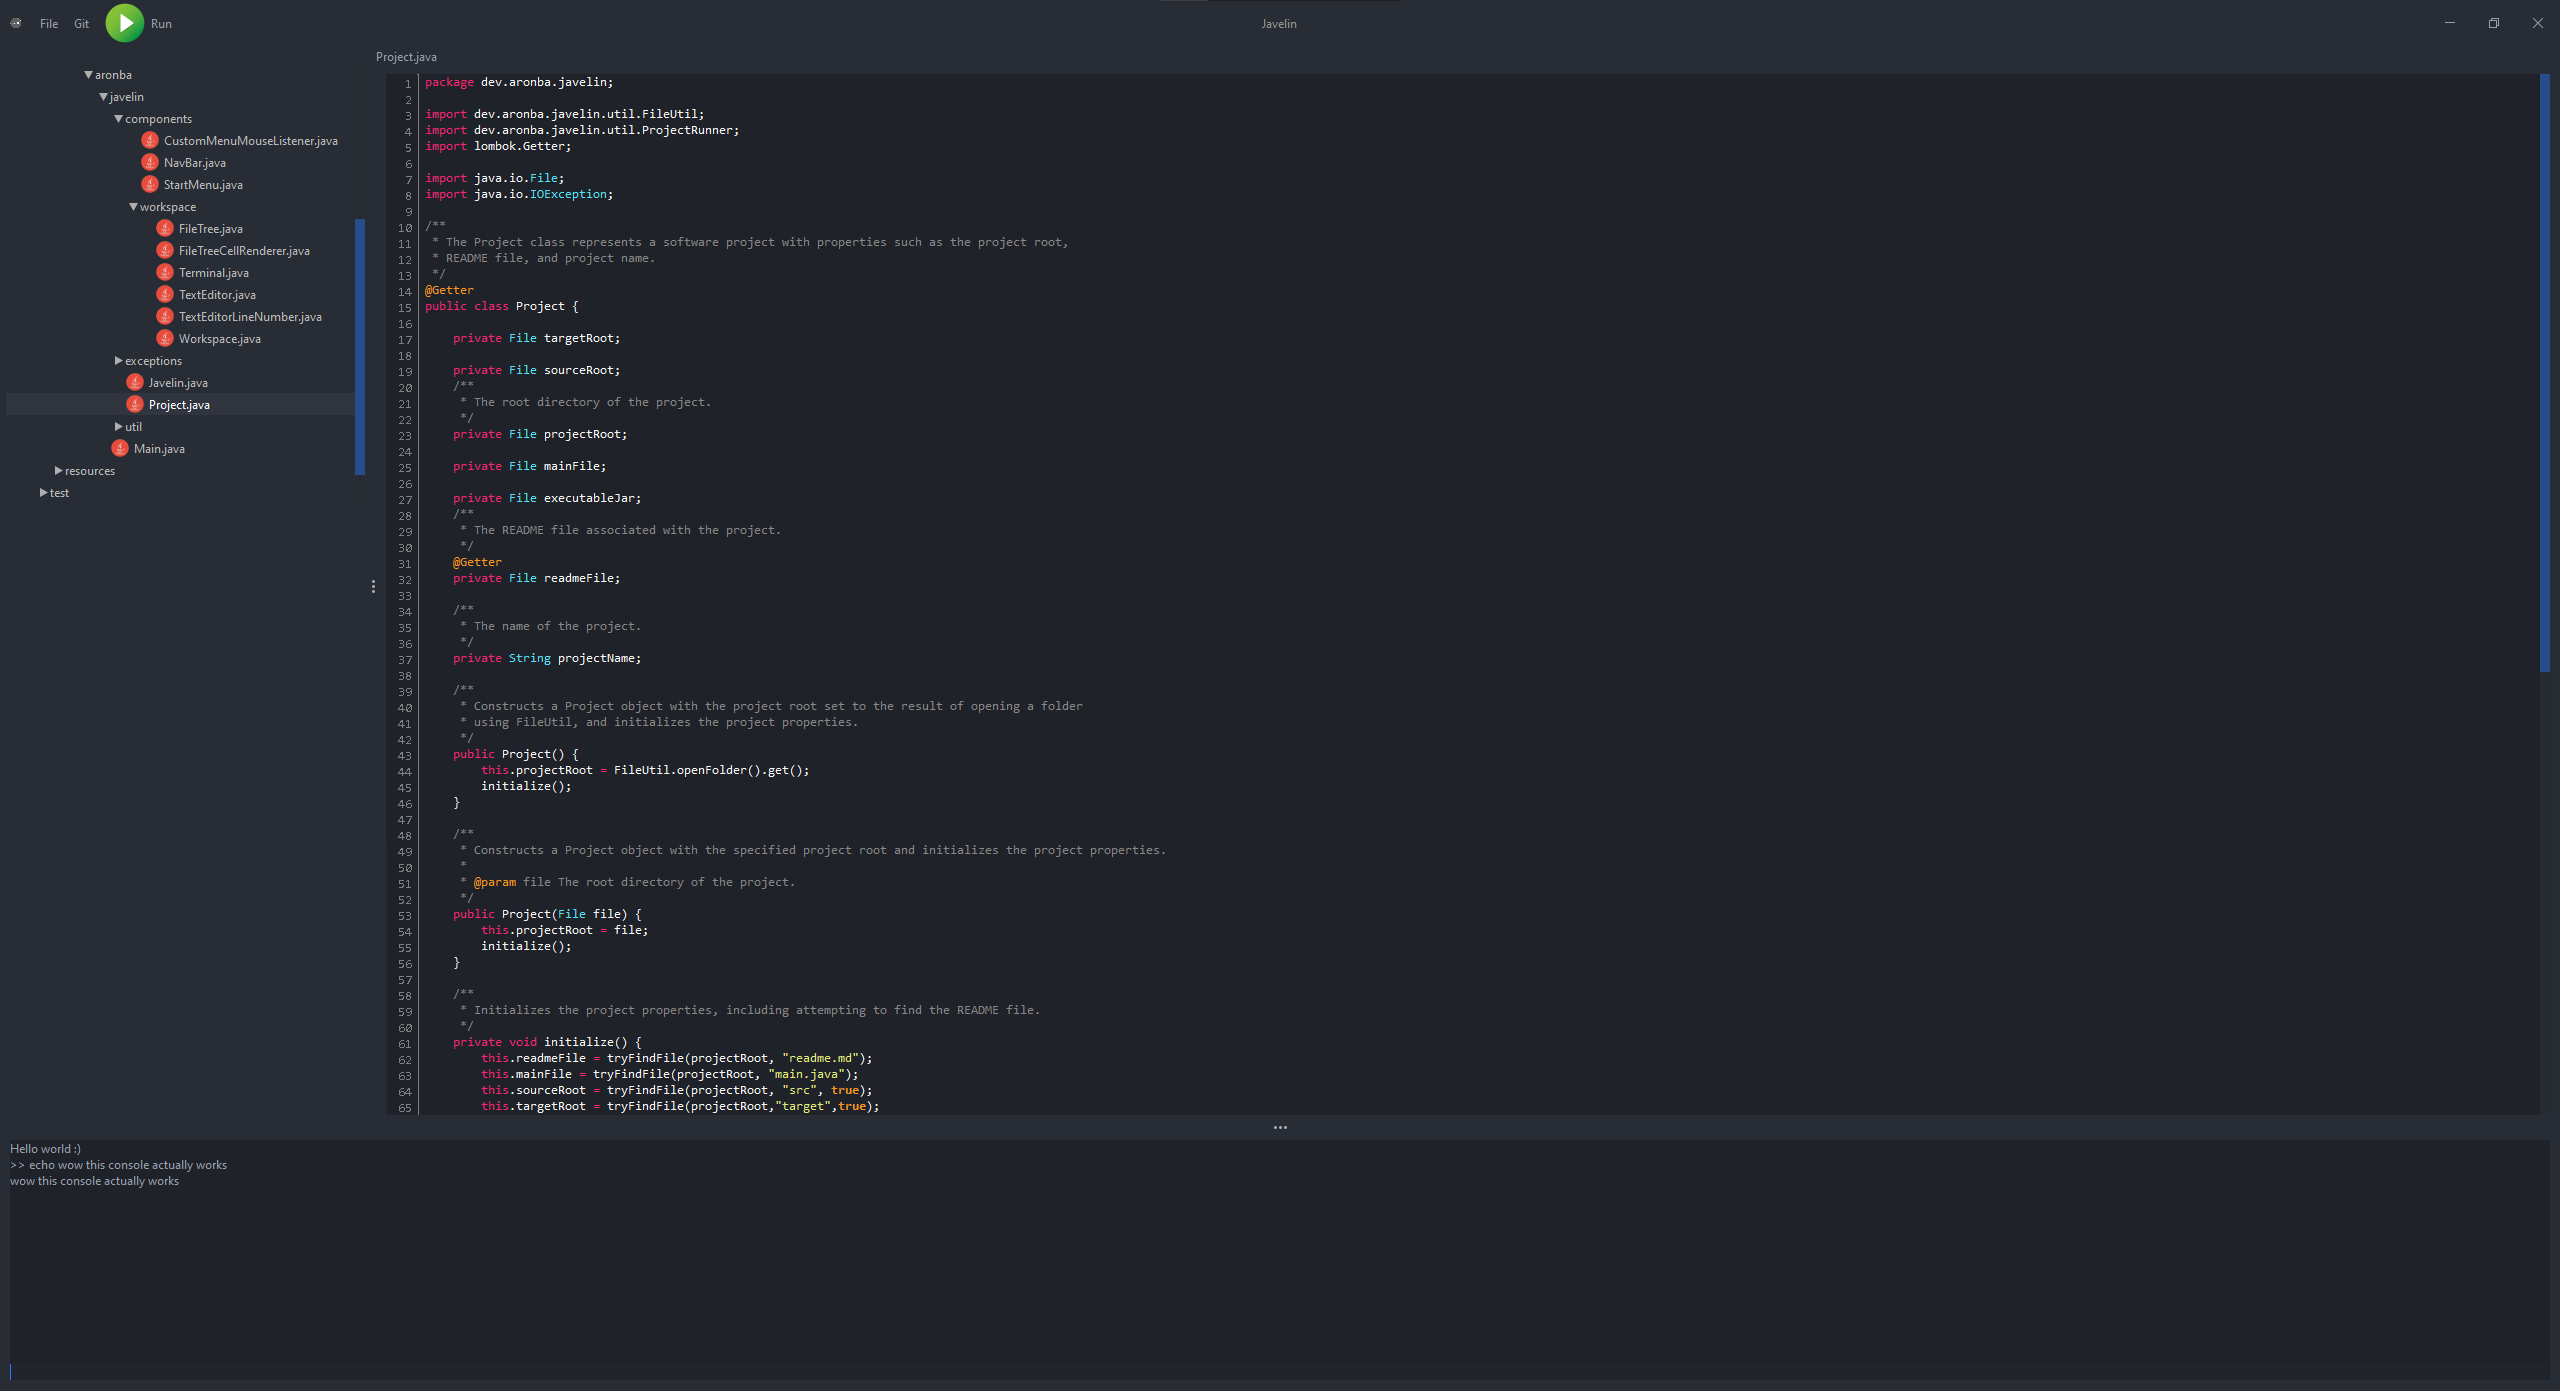 File Git Run Javelin
aronba
javelin
components
CustomMenuMouseListener.java
NavBar.java
StartMenu.java
workspace
FileTree.java
FileTreeCellRenderer.java
Terminal.java
TextEditor.java
TextEditorLineNumber.java
Workspace.java
exceptions
Javelin.java
Project.java
util
Main.java
resources
test
Project.java
1 package dev.aronba.javelin;
2
3 import dev.aronba.javelin.util.FileUtil;
4 import dev.aronba.javelin.util.ProjectRunner;
5 import lombok.Getter;
6
7 import java.io.File;
8 import java.io.IOException;
9
10 /**
11 * The Project class represents a software project with properties such as the project root,
12 * README file, and project name.
13 */
14 @Getter
15 public class Project {
16
17 private File targetRoot;
18
19 private File sourceRoot;
20 /**
21 * The root directory of the project.
22 */
23 private File projectRoot;
24
25 private File mainFile;
26
27 private File executableJar;
28 /**
29 * The README file associated with the project.
30 */
31 @Getter
32 private File readmeFile;
33
34 /**
35 * The name of the project.
36 */
37 private String projectName;
38
39 /**
40 * Constructs a Project object with the project root set to the result of opening a folder
41 * using FileUtil, and initializes the project properties.
42 */
43 public Project() {
44 this.projectRoot = FileUtil.openFolder().get();
45 initialize();
46 }
47
48 /**
49 * Constructs a Project object with the specified project root and initializes the project properties.
50 *
51 * @param file The root directory of the project.
52 */
53 public Project(File file) {
54 this.projectRoot = file;
55 initialize();
56 }
57
58 /**
59 * Initializes the project properties, including attempting to find the README file.
60 */
61 private void initialize() {
62 this.readmeFile = tryFindFile(projectRoot, "readme.md");
63 this.mainFile = tryFindFile(projectRoot, "main.java");
64 this.sourceRoot = tryFindFile(projectRoot, "src", true);
65 this.targetRoot = tryFindFile(projectRoot,"target",true);
Hello world :)
>> echo wow this console actually works
wow this console actually works